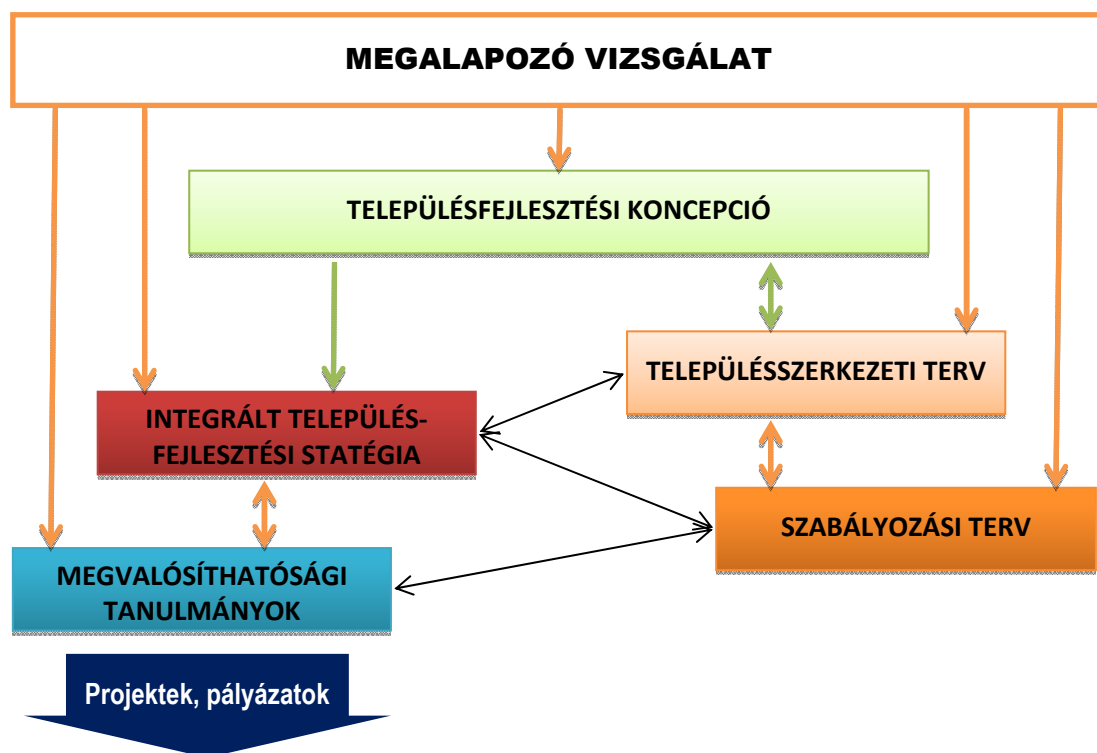 MEGALAPOZÓ VIZSGÁLAT
TELEPÜLÉSFEJLESZTÉSI KONCEPCIÓ
TELEPÜLÉSSZERKEZETI TERV
INTEGRÁLT TELEPÜLÉS-
FEJLESZTÉSI STATÉGIA
SZABÁLYOZÁSI TERV
MEGVALÓSÍTHATÓSÁGI
TANULMÁNYOK
Projektek, pályázatok